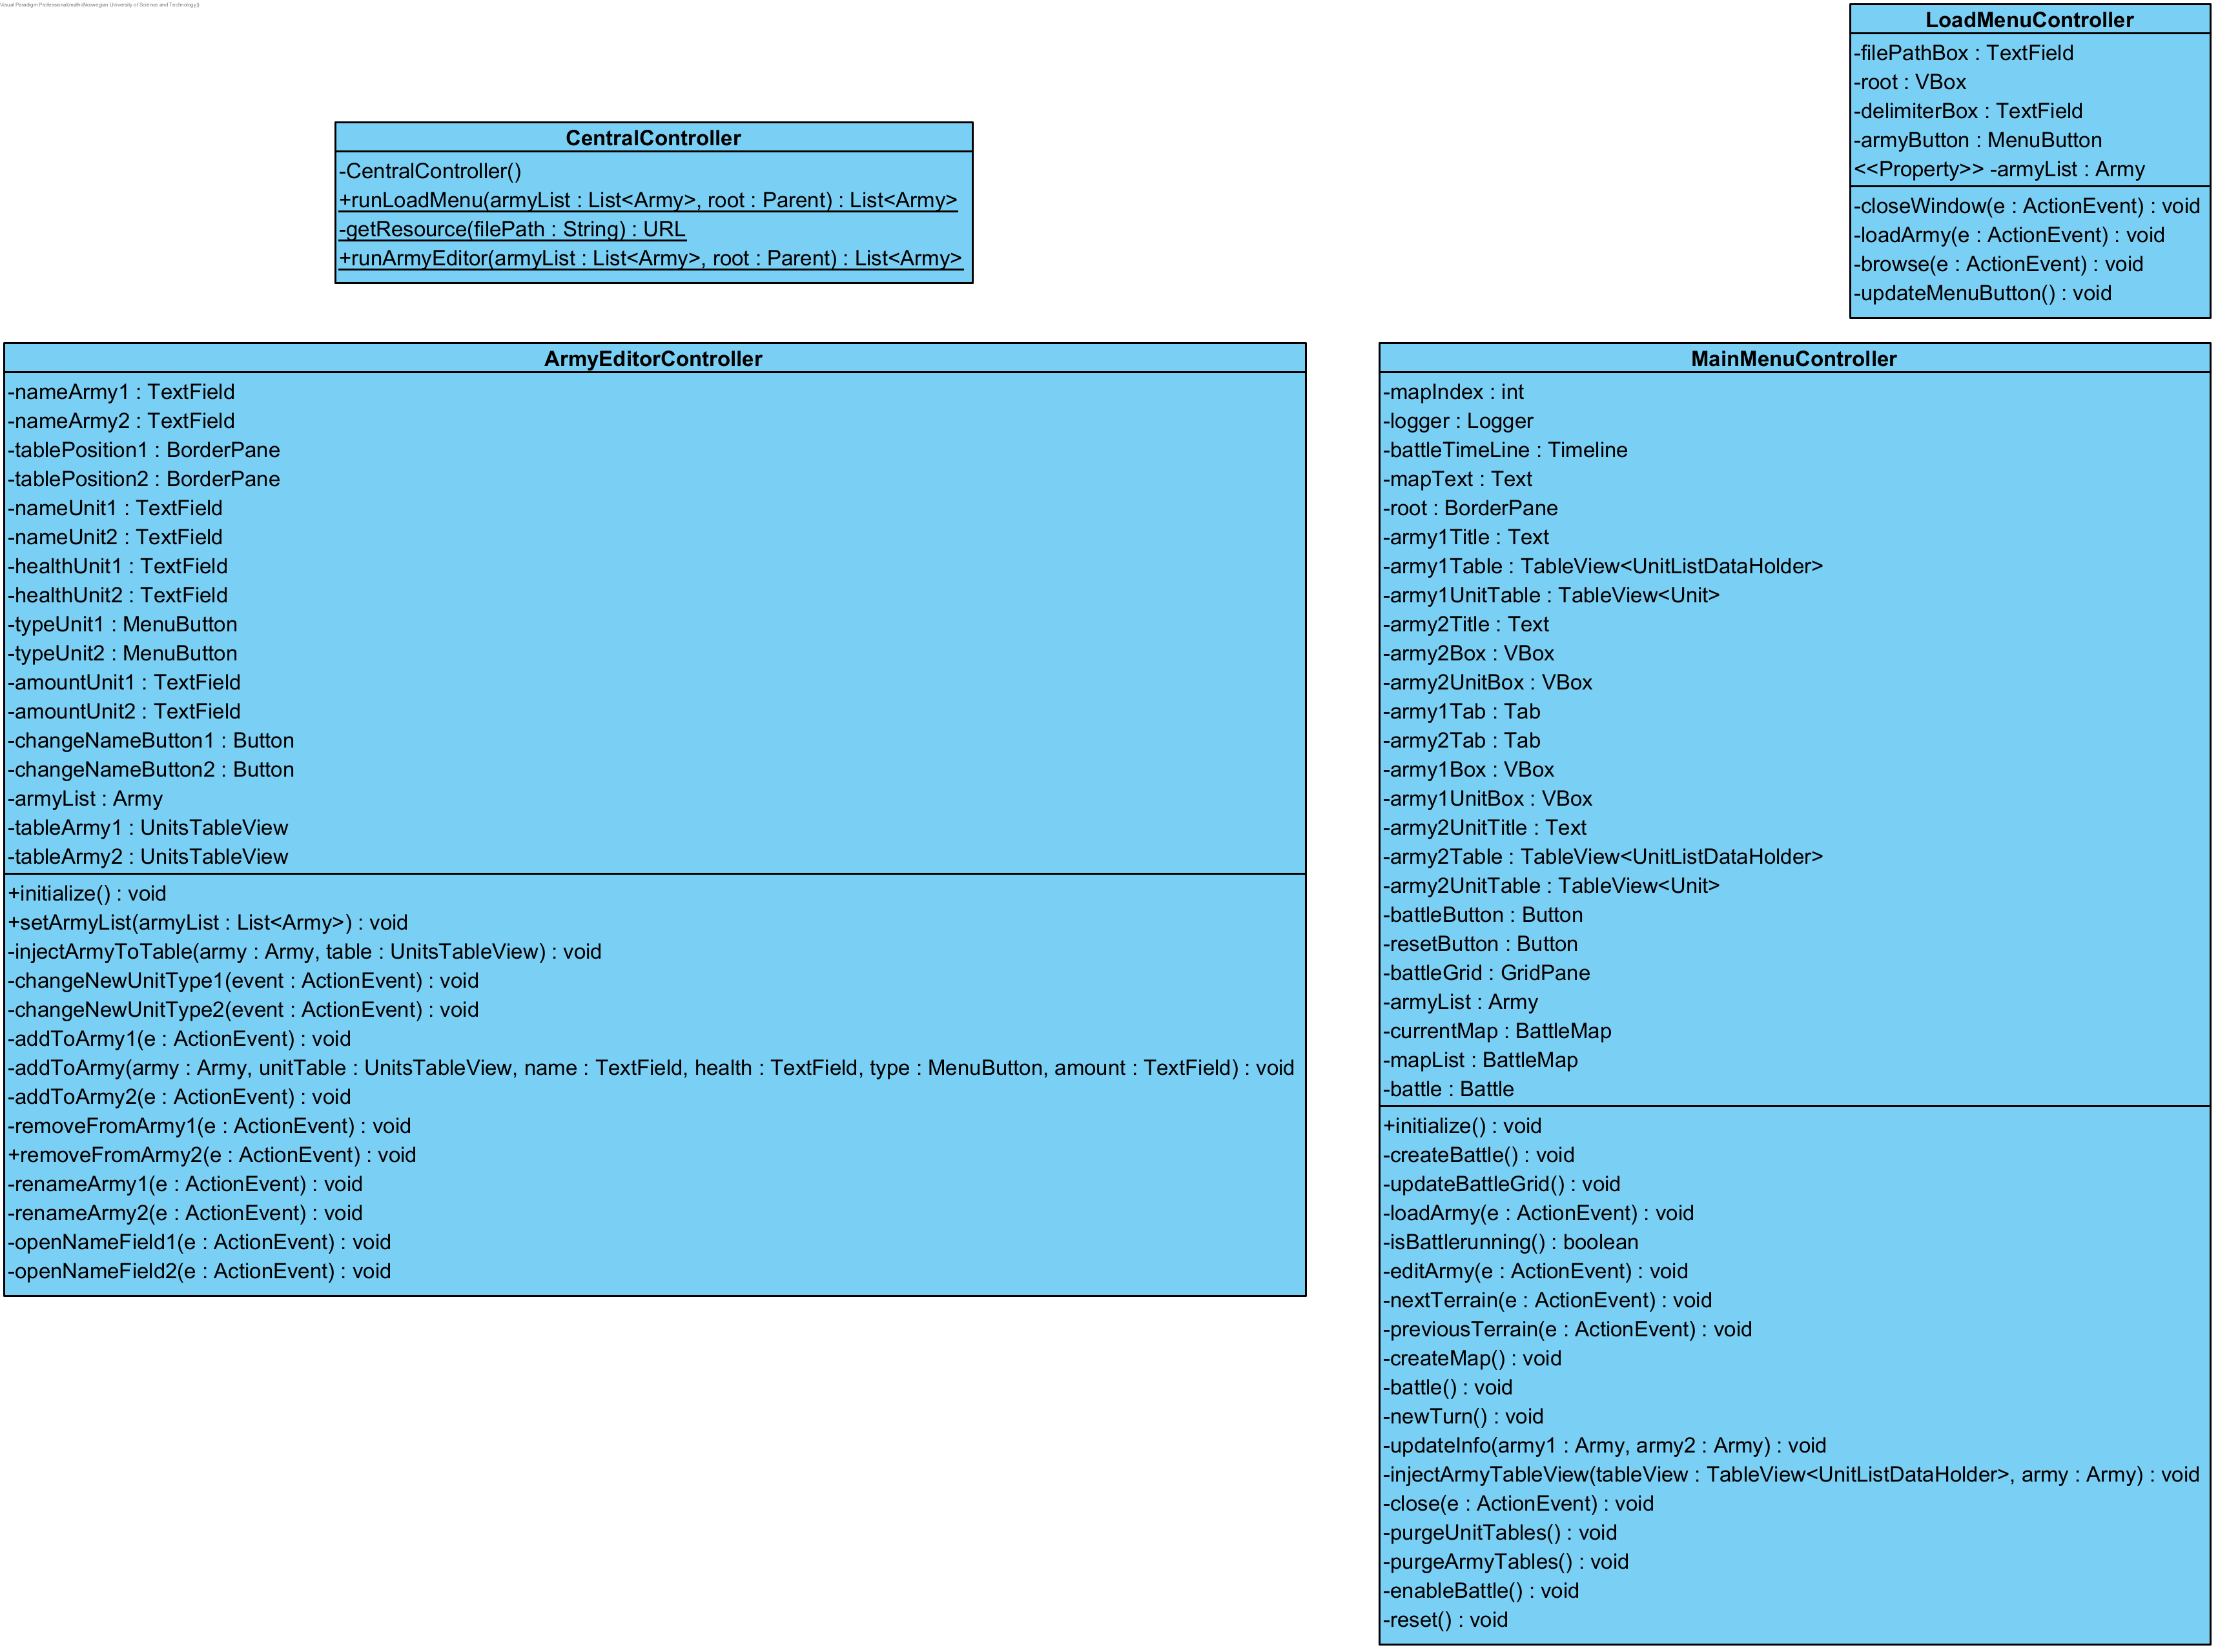 Visual Paradigm Professional(mathi(Norwegian University of Science and Technology))
LoadMenuController
-filePathBox : TextField
-root : VBox
-delimiterBox : TextField
-armyButton : MenuButton
<<Property>> -armyList : Army
-closeWindow(e : ActionEvent) : void
-loadArmy(e : ActionEvent) : void
-browse(e : ActionEvent) : void
-updateMenuButton() : void
CentralController
-CentralController()
+runLoadMenu(armyList : List<Army>, root : Parent) : List<Army>
-getResource(filePath : String) : URL
+runArmyEditor(armyList : List<Army>, root : Parent) : List<Army>
ArmyEditorController
-nameArmy1 : TextField
-nameArmy2 : TextField
-tablePosition1 : BorderPane
-tablePosition2 : BorderPane
-nameUnit1 : TextField
-nameUnit2 : TextField
-healthUnit1 : TextField
-healthUnit2 : TextField
-typeUnit1 : MenuButton
-typeUnit2 : MenuButton
-amountUnit1 : TextField
-amountUnit2 : TextField
-changeNameButton1 : Button
-changeNameButton2 : Button
-armyList : Army
-tableArmy1 : UnitsTableView
-tableArmy2 : UnitsTableView
+initialize() : void
+setArmyList(armyList : List<Army>) : void
-injectArmyToTable(army : Army, table : UnitsTableView) : void
-changeNewUnitType1(event : ActionEvent) : void
-changeNewUnitType2(event : ActionEvent) : void
-addToArmy1(e : ActionEvent) : void
-addToArmy(army : Army, unitTable : UnitsTableView, name : TextField, health : TextField, type : MenuButton, amount : TextField) : void
-addToArmy2(e : ActionEvent) : void
-removeFromArmy1(e : ActionEvent) : void
+removeFromArmy2(e : ActionEvent) : void
-renameArmy1(e : ActionEvent) : void
-renameArmy2(e : ActionEvent) : void
-openNameField1(e : ActionEvent) : void
-openNameField2(e : ActionEvent) : void
MainMenuController
-mapIndex : int
-logger : Logger
-battleTimeLine : Timeline
-mapText : Text
-root : BorderPane
-army1Title : Text
-army1Table : TableView<UnitListDataHolder>
-army1UnitTable : TableView<Unit>
-army2Title : Text
-army2Box : VBox
-army2UnitBox : VBox
-army1Tab : Tab
-army2Tab : Tab
-army1Box : VBox
-army1UnitBox : VBox
-army2UnitTitle : Text
-army2Table : TableView<UnitListDataHolder>
-army2UnitTable : TableView<Unit>
-battleButton : Button
-resetButton : Button
-battleGrid : GridPane
-armyList : Army
-currentMap : BattleMap
-mapList : BattleMap
-battle : Battle
+initialize() : void
-createBattle() : void
-updateBattleGrid() : void
-loadArmy(e : ActionEvent) : void
-isBattlerunning() : boolean
-editArmy(e : ActionEvent) : void
-nextTerrain(e : ActionEvent) : void
-previousTerrain(e : ActionEvent) : void
-createMap() : void
-battle() : void
-newTurn() : void
-updateInfo(army1 : Army, army2 : Army) : void
-injectArmyTableView(tableView : TableView<UnitListDataHolder>, army : Army) : void
-close(e : ActionEvent) : void
-purgeUnitTables() : void
-purgeArmyTables() : void
-enableBattle() : void
-reset() : void